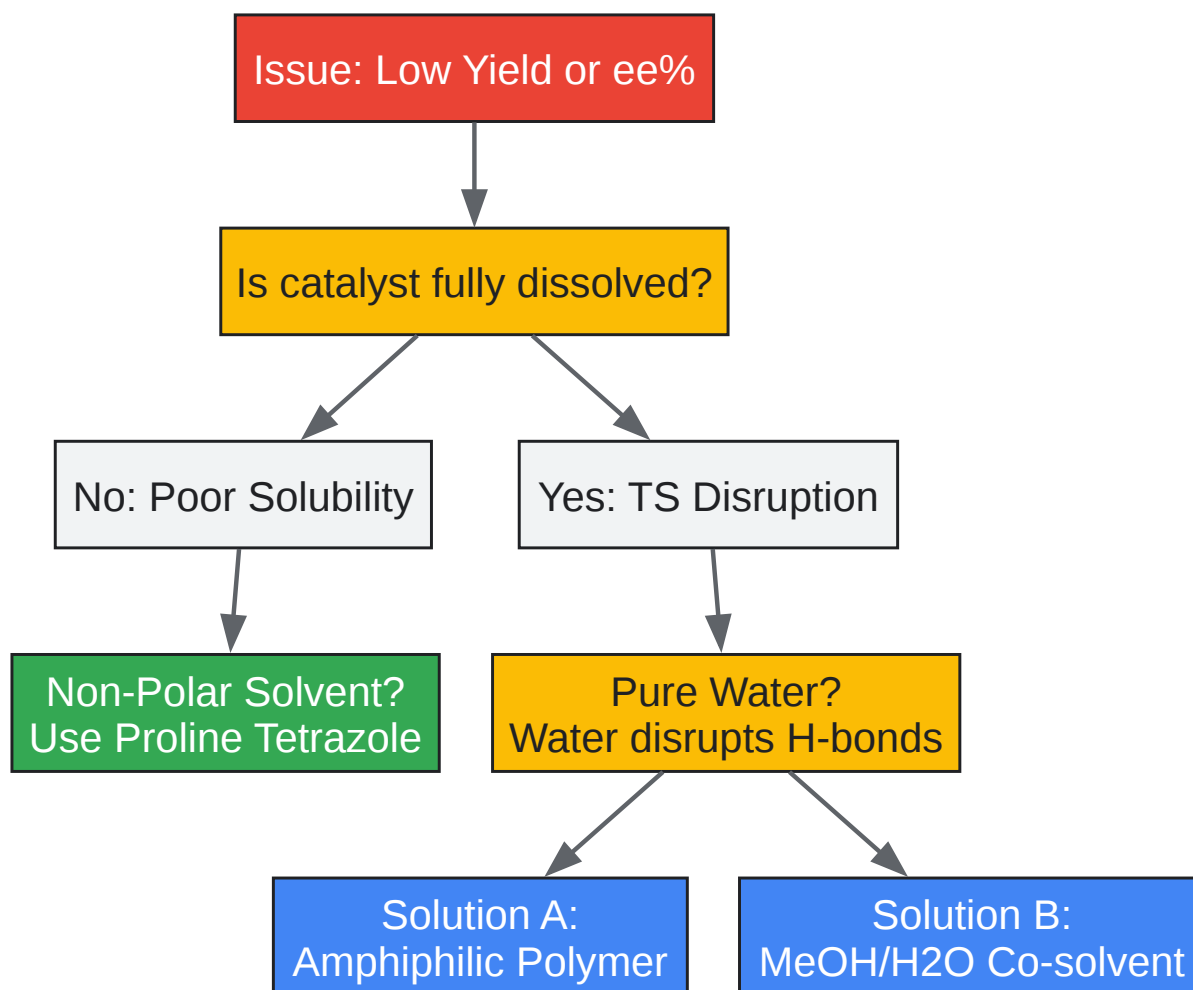 Issue: Low Yield or ee%
Is catalyst fully dissolved?
No: Poor Solubility
Yes: TS Disruption
Non-Polar Solvent?
Use Proline Tetrazole
Pure Water?
Water disrupts H-bonds
Solution A:
Amphiphilic Polymer
Solution B:
MeOH/H2O Co-solvent